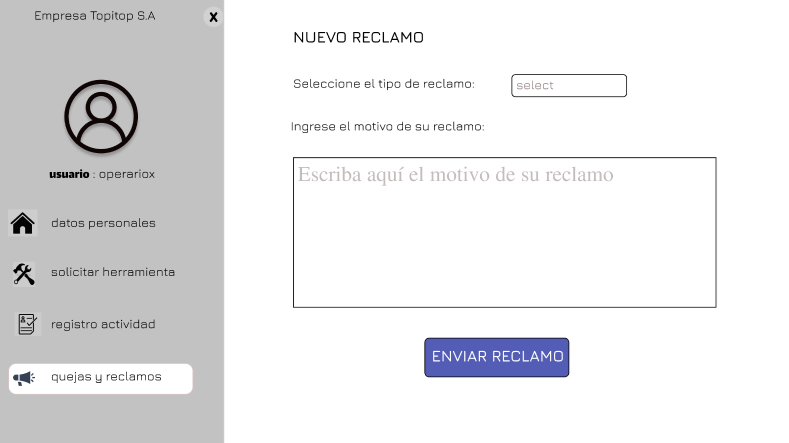 Empresa Topitop S.A
X
usuario : operariox
datos personales
solicitar herramienta
registro actividad
quejas y reclamos
NUEVO RECLAMO
Seleccione el tipo de reclamo:
select
Ingrese el motivo de su reclamo:
Escriba aquí el motivo de su reclamo
ENVIAR RECLAMO